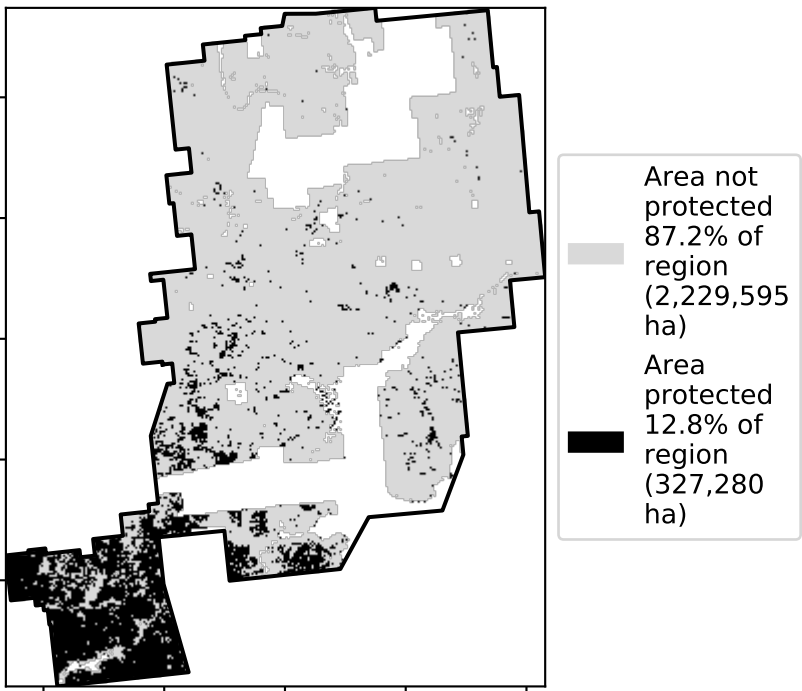 Area not
protected
87.2% of
region
(2,229,595
ha)
Area
protected
12.8% of
region
(327,280
ha)